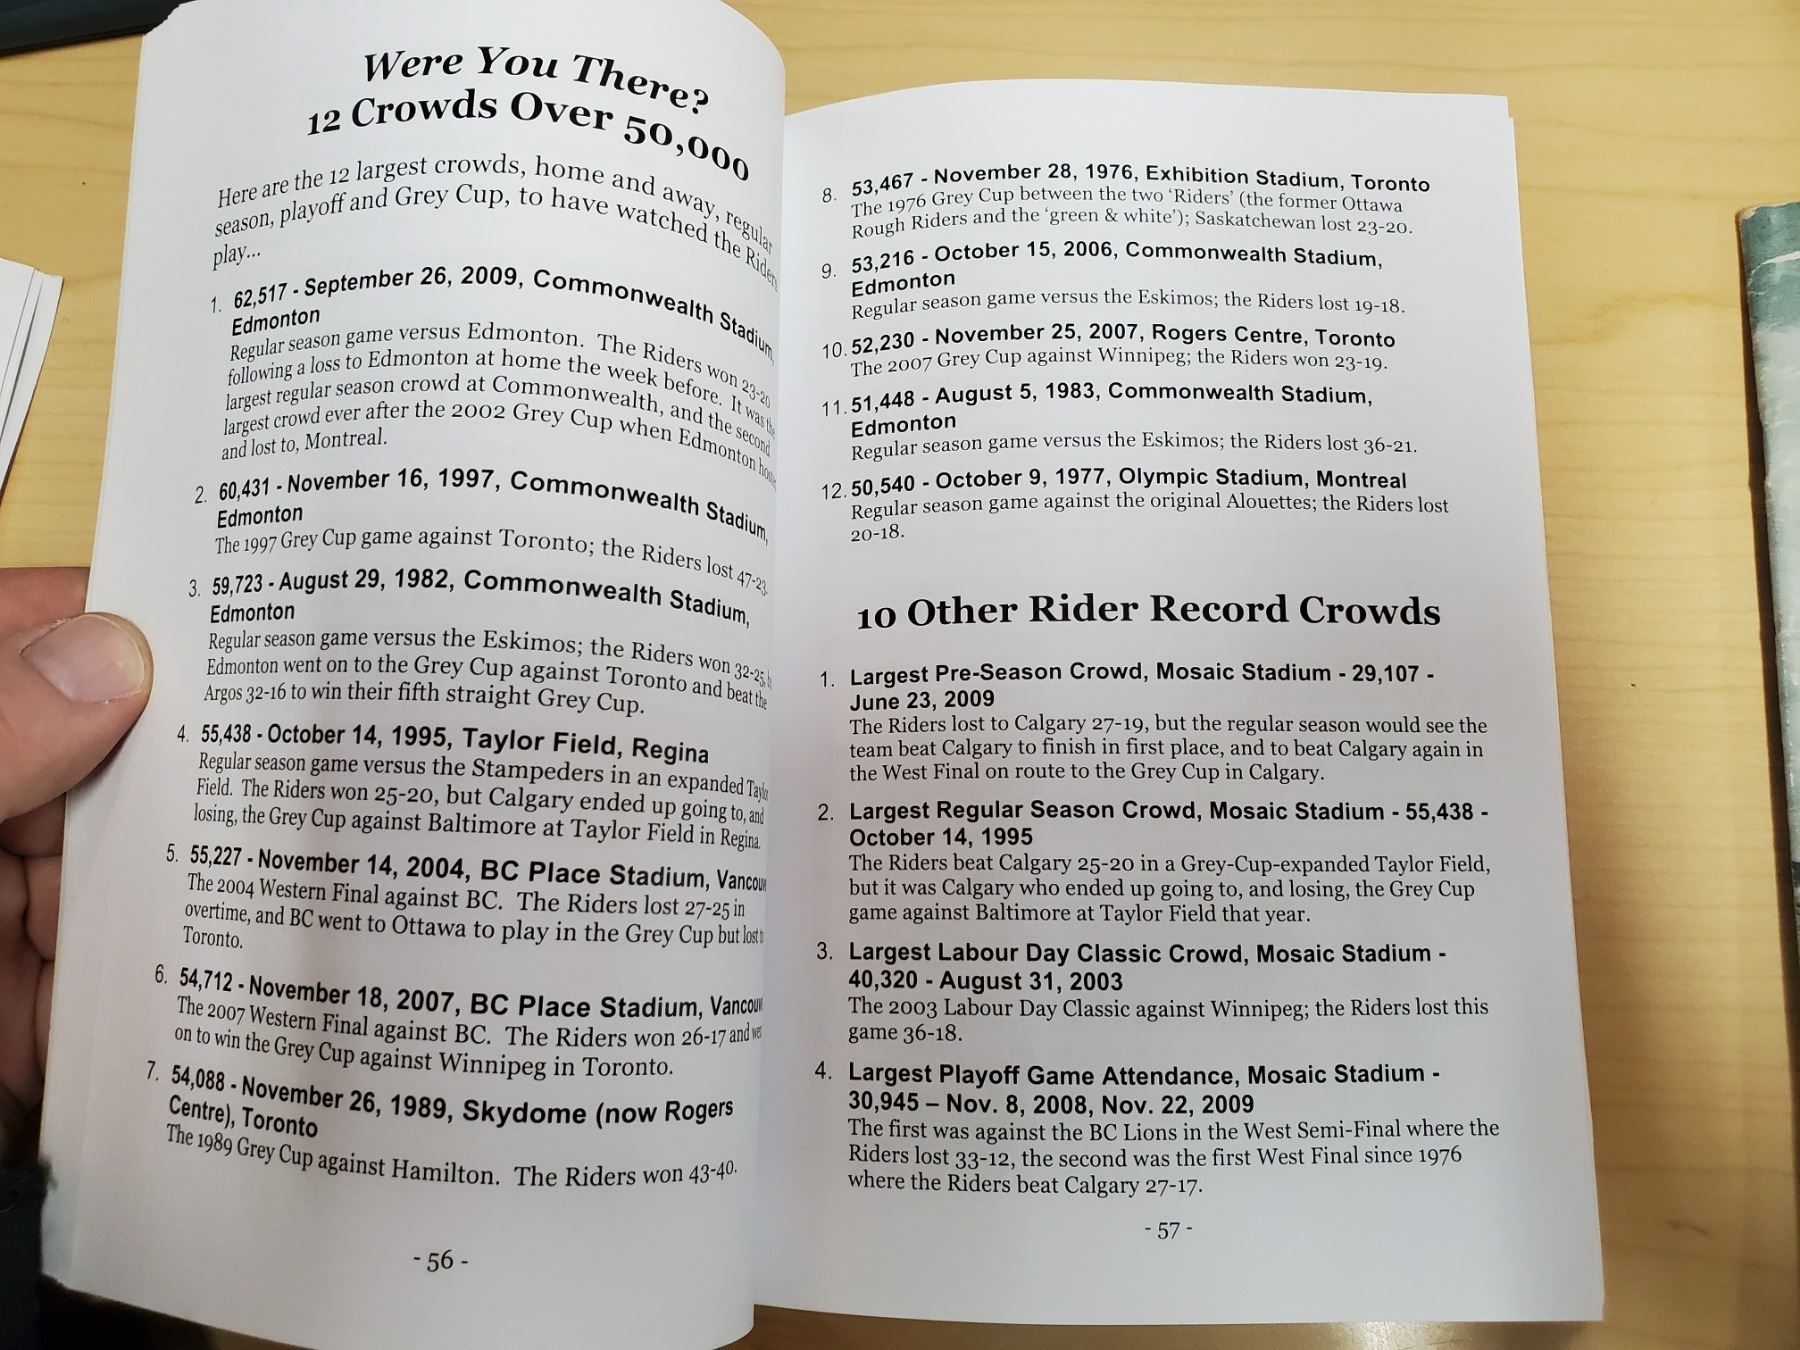 Were You There?
12 Crowds Over 50,000
Here are the 12 largest crowds, home and away, regular
season, playoff and Grey Cup, to have watched the Riders
play...
1. 62,517 - September 26, 2009, Commonwealth Stadium,
Edmonton
Regular season game versus Edmonton. The Riders won 23-20
following a loss to Edmonton at home the week before. It was the
largest regular season crowd at Commonwealth, and the second
largest crowd ever after the 2002 Grey Cup when Edmonton
and lost to, Montreal.
2. 60,431 - November 16, 1997, Commonwealth Stadium,
Edmonton
The 1997 Grey Cup game against Toronto; the Riders lost 47-23.
3. 59,723 - August 29, 1982, Commonwealth Stadium,
Edmonton
Regular season game versus the Eskimos; the Riders won 32-25,
Edmonton went on to the Grey Cup against Toronto and beat the
Argos 32-16 to win their fifth straight Grey Cup.
4. 55,438 - October 14, 1995, Taylor Field, Regina
Regular season game versus the Stampeders in an expanded Taylor
Field. The Riders won 25-20, but Calgary ended up going to, and
losing, the Grey Cup against Baltimore at Taylor Field in Regina.
5. 55,227 - November 14, 2004, BC Place Stadium,
The 2004 Western Final against BC. The Riders lost 27-25 in
overtime, and BC went to Ottawa to play in the Grey Cup but lost
Toronto.
6. 54,712 - November 18, 2007, BC Place Stadium,
The 2007 Western Final against BC. The Riders won 26-17 and
on to win the Grey Cup against Winnipeg in Toronto.
7. 54,088 - November 26, 1989, Skydome (now Rogers
Centre), Toronto
The 1989 Grey Cup against Hamilton. The Riders won 43-40.
- 56 -
8. 53,467 - November 28, 1976, Exhibition Stadium, Toronto
The 1976 Grey Cup between the two 'Riders' (the former Ottawa
Rough Riders and the 'green & white'); Saskatchewan lost 23-20.
9. 53,216 - October 15, 2006, Commonwealth Stadium,
Edmonton
Regular season game versus the Eskimos; the Riders lost 19-18.
10. 52,230 - November 25, 2007, Rogers Centre, Toronto
The 2007 Grey Cup against Winnipeg; the Riders won 23-19.
11. 51,448 - August 5, 1983, Commonwealth Stadium,
Edmonton
Regular season game versus the Eskimos; the Riders lost 36-21.
12. 50,540 - October 9, 1977, Olympic Stadium, Montreal
Regular season game against the original Alouettes; the Riders lost
20-18.
10 Other Rider Record Crowds
1. Largest Pre-Season Crowd, Mosaic Stadium - 29,107 -
June 23, 2009
The Riders lost to Calgary 27-19, but the regular season would see the
team beat Calgary to finish in first place, and to beat Calgary again in
the West Final on route to the Grey Cup in Calgary.
2. Largest Regular Season Crowd, Mosaic Stadium - 55,438 -
October 14, 1995
The Riders beat Calgary 25-20 in a Grey-Cup-expanded Taylor Field,
but it was Calgary who ended up going to, and losing, the Grey Cup
game against Baltimore at Taylor Field that year.
3. Largest Labour Day Classic Crowd, Mosaic Stadium -
40,320 - August 31, 2003
The 2003 Labour Day Classic against Winnipeg; the Riders lost this
game 36-18.
4. Largest Playoff Game Attendance, Mosaic Stadium -
30,945 – Nov. 8, 2008, Nov. 22, 2009
The first was against the BC Lions in the West Semi-Final where the
Riders lost 33-12, the second was the first West Final since 1976
where the Riders beat Calgary 27-17.
- 57 -